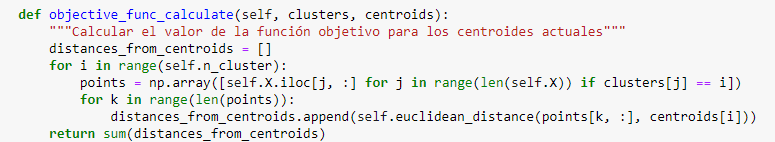 def objective_func_calculate(self, clusters, centroids):
    """Calcular el valor de la función objetivo para los centroides actuales"""
    distances_from_centroids = []
    for i in range(self.n_cluster):
        points = np.array([self.X.iloc[j, :] for j in range(len(self.X)) if clusters[j] == i])
        for k in range(len(points)):
            distances_from_centroids.append(self.euclidean_distance(points[k, :], centroids[i]))
    return sum(distances_from_centroids)